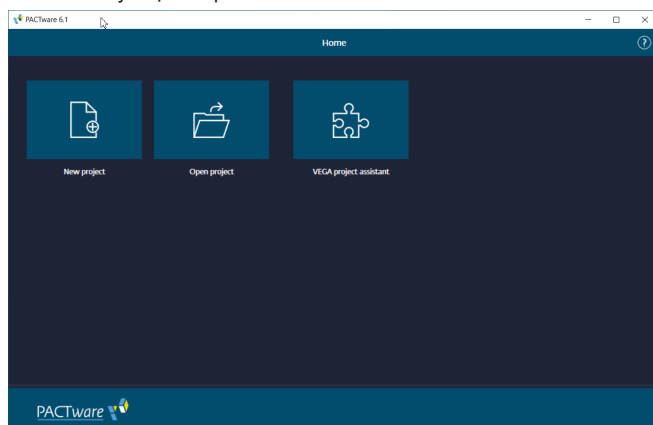 PACTware 6.1
Home
New project
Open project
VEGA project assistant
PACTware